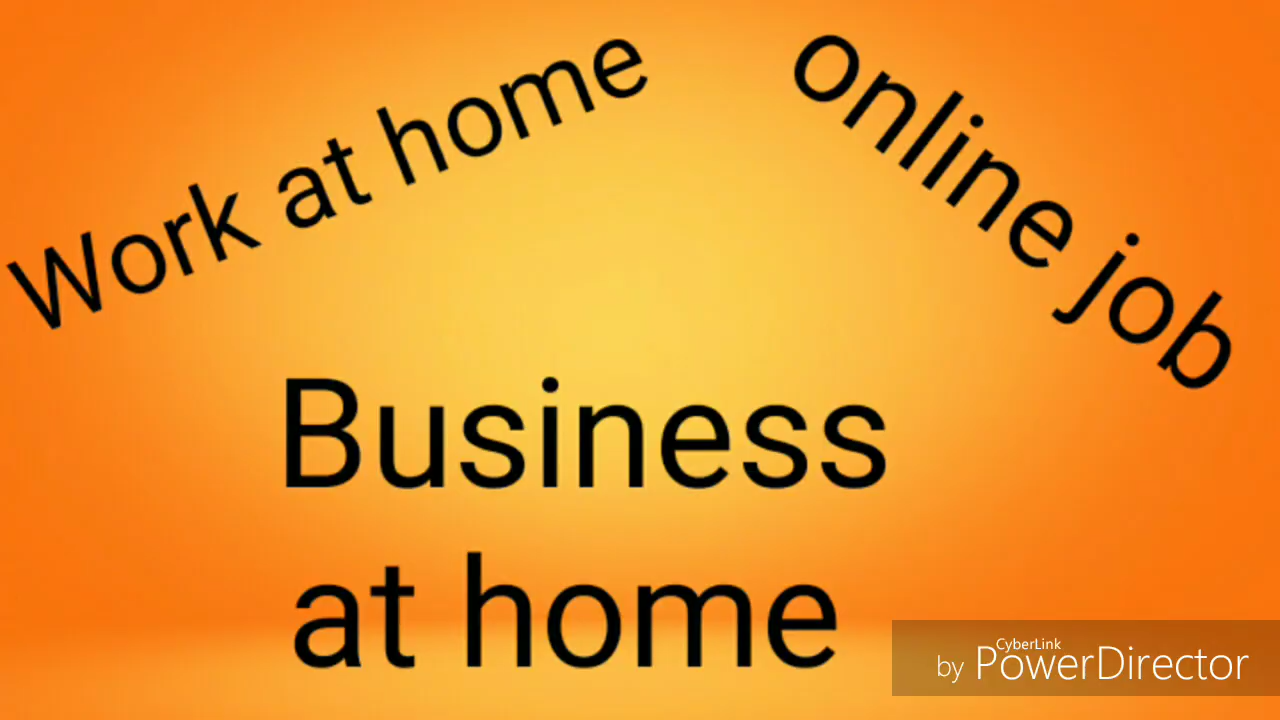 Work at home
online job
Business
at home
CyberLink
by PowerDirector